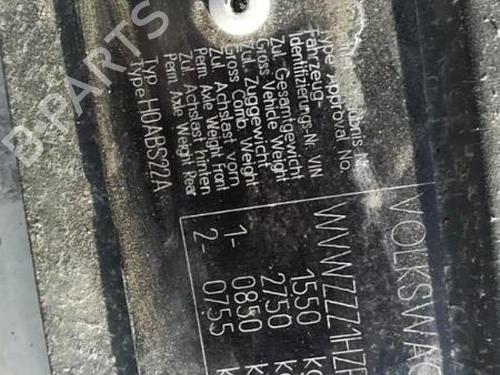 VOLKSWAG
Type Approval No.
Fahrzeug-
Identifizierungs-Nr. VIN WVWZZZ1HZ
Zul. Gesamtgewicht
Gross Vehicle Weight 1550 K
Zul. Zuggewicht
Gross Comb. Weight 2750 K
Zul. Achslast vorn
Perm. Axle Weight Front 1- 0850 K
Zul. Achslast hinten
Perm. Axle Weight Rear 2- 0755 K
Typ
Type: H0ABS22A
B-PARTS